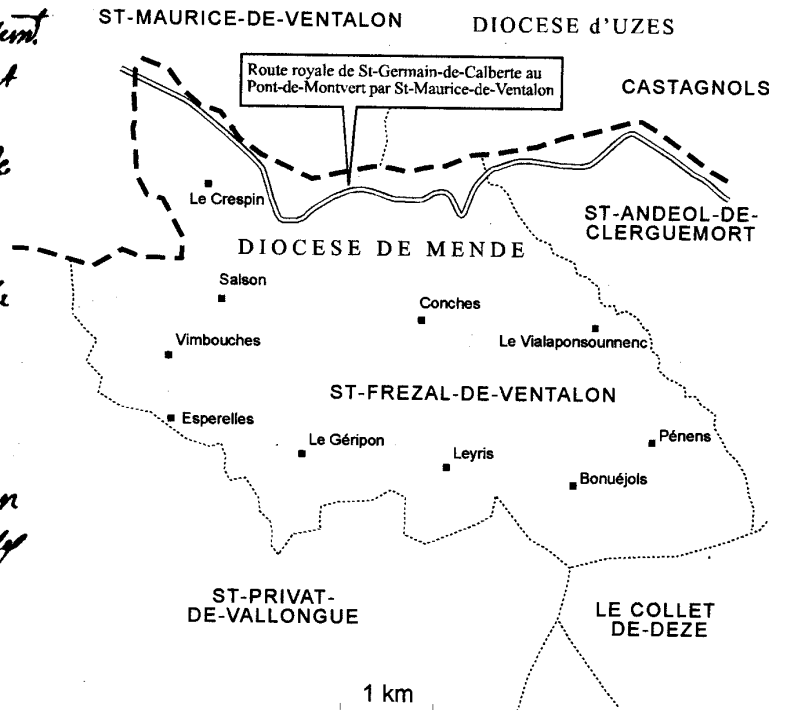 ST-MAURICE-DE-VENTALON
DIOCESE d'UZES
Route royale de St-Germain-de-Calberte au
Pont-de-Montvert par St-Maurice-de-Ventalon
CASTAGNOLS
Le Crespin
ST-ANDEOL-DE-
CLERGUEMORT
DIOCESE DE MENDE
Salson
Conches
Vimbouches
Le Vialaponsounnenc
ST-FREZAL-DE-VENTALON
Esperelles
Le Géripon
Leyris
Pénens
Bonuéjols
ST-PRIVAT-
DE-VALLONGUE
LE COLLET
DE-DEZE
1 km